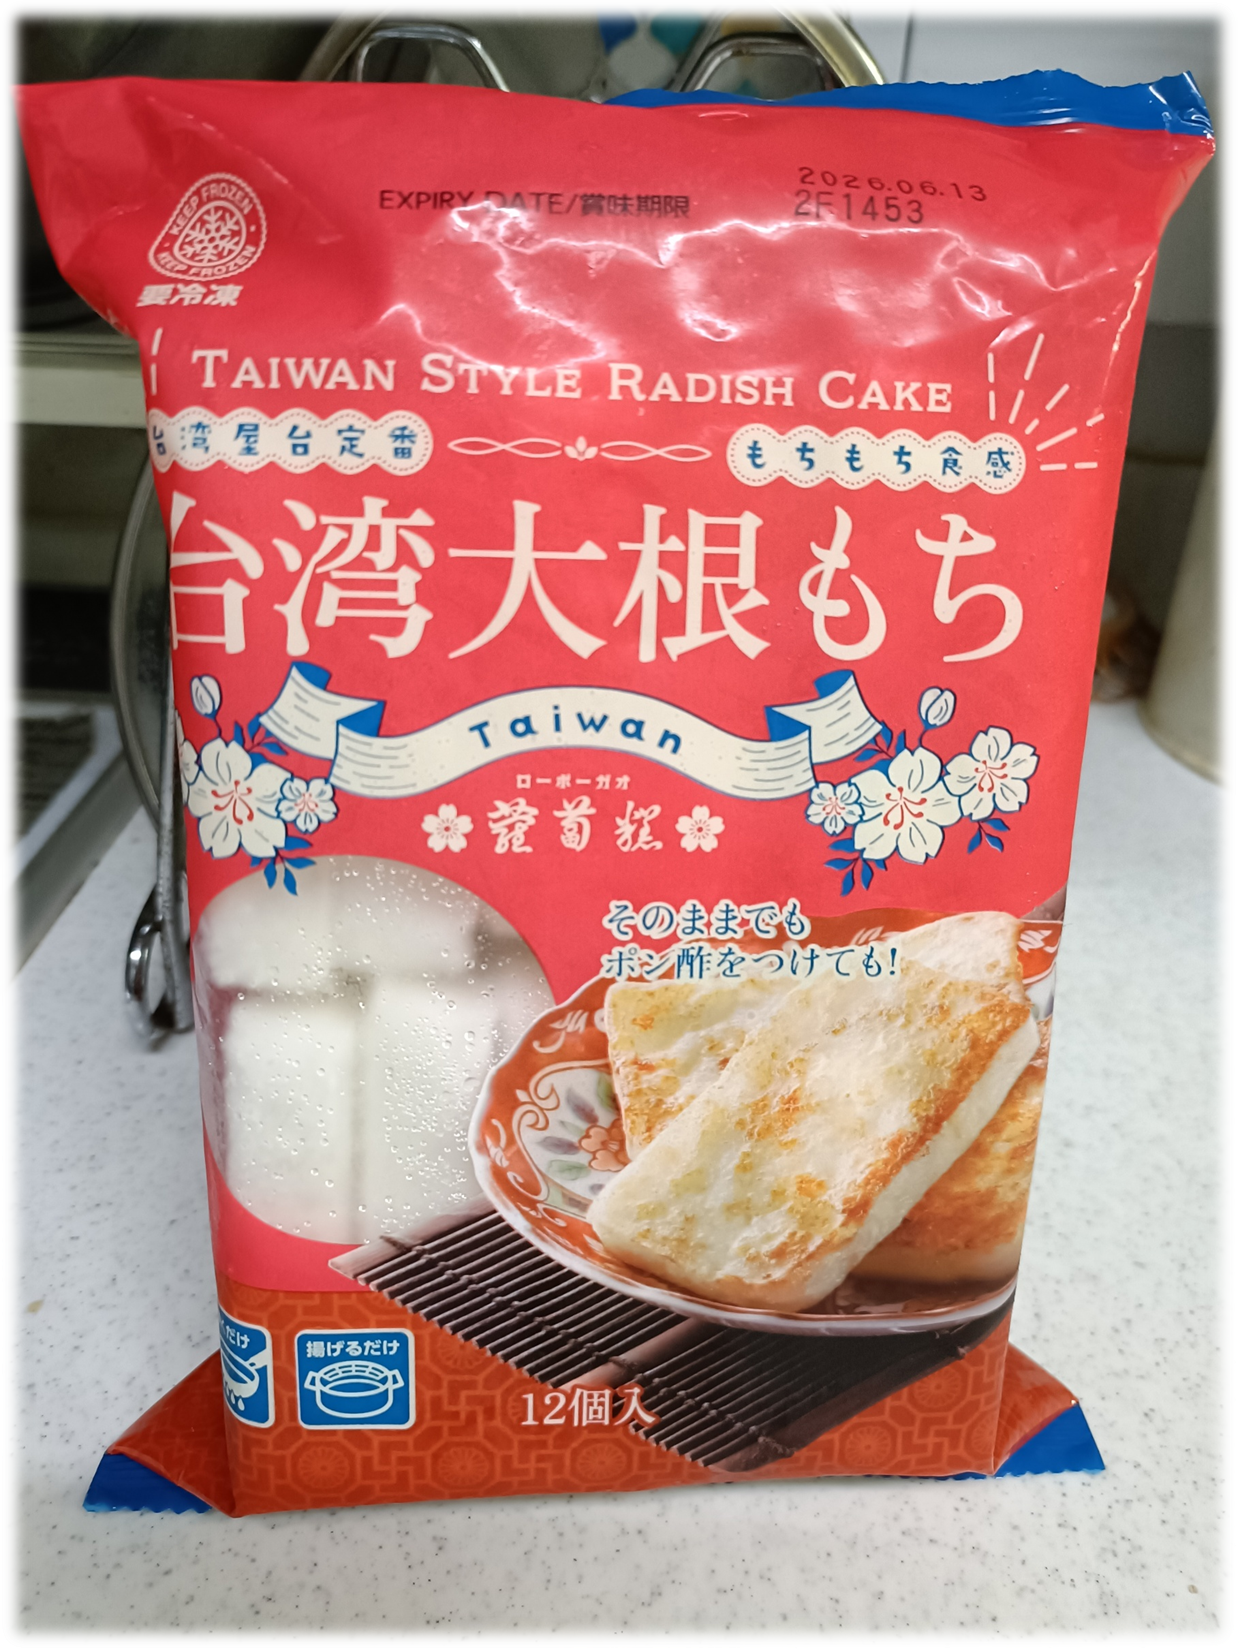 KEEP FROZEN
KEEP FROZEN
要冷凍
EXPIRY DATE/賞味期限
2026.06.13
2F1453
TAIWAN STYLE RADISH CAKE
台湾屋台定番
もちもち食感
台湾大根もち
Taiwan
ローボーガオ
蘿蔔糕
そのままでも
ポン酢をつけても!
だけ
揚げるだけ
12個入